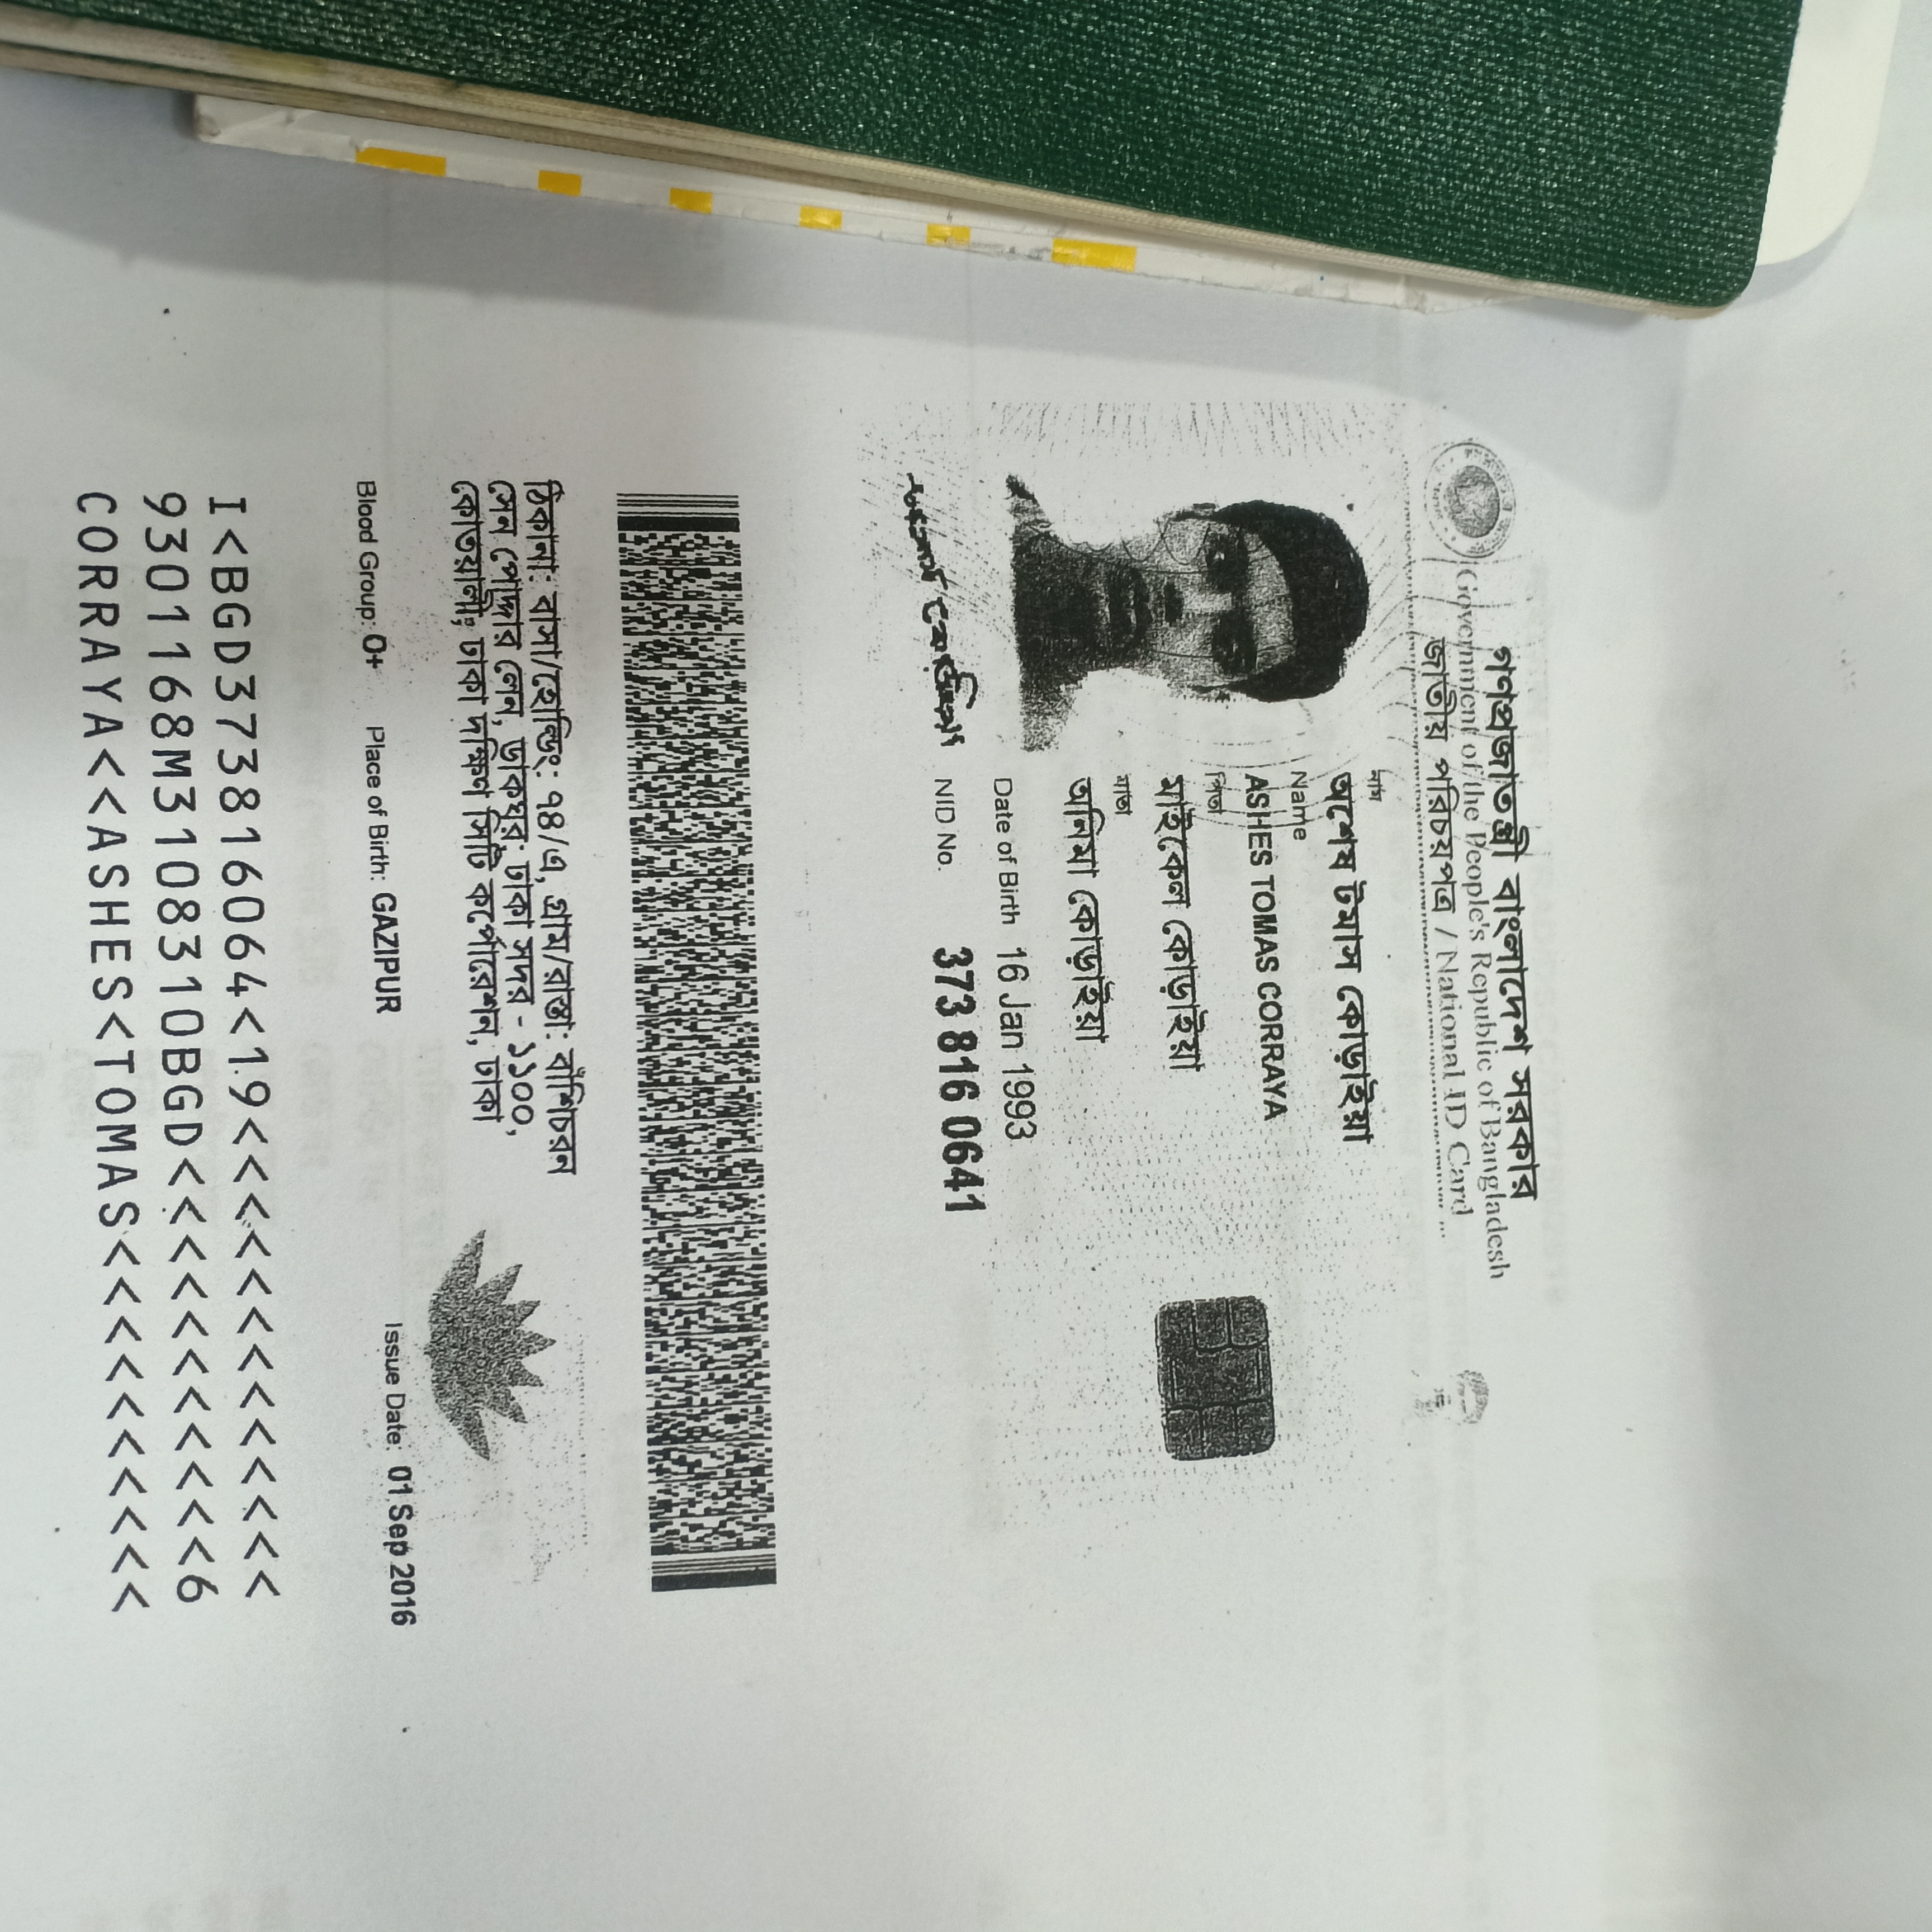 গণপ্রজাতন্ত্রী বাংলাদেশ সরকার
Government of the People's Republic of Bangladesh
জাতীয় পরিচয়পত্র / National ID Card
নাম
অশেষ টমাস কোড়াইয়া
Name
ASHES TOMAS CORRAYA
পিতা
মাইকেল কোড়াইয়া
মাতা
অনিমা কোড়াইয়া
Date of Birth 16 Jan 1993
NID No. 373 816 0641
ঠিকানা: বাসা/হোল্ডিং: ৭৪/এ, গ্রাম/রাস্তা: বাঁশিচরন
সেন পোদ্দার লেন, ডাকঘর: ঢাকা সদর - ১১০০,
কোতয়ালী, ঢাকা দক্ষিণ সিটি কর্পোরেশন, ঢাকা
Blood Group: O+ Place of Birth: GAZIPUR Issue Date: 01 Sep 2016
I<BGD373816064<19<<<<<<<<<<<<<<
9301168M3108310BGD<<<<<<<<<<<6
CORRAYA<<ASHES<TOMAS<<<<<<<<<<